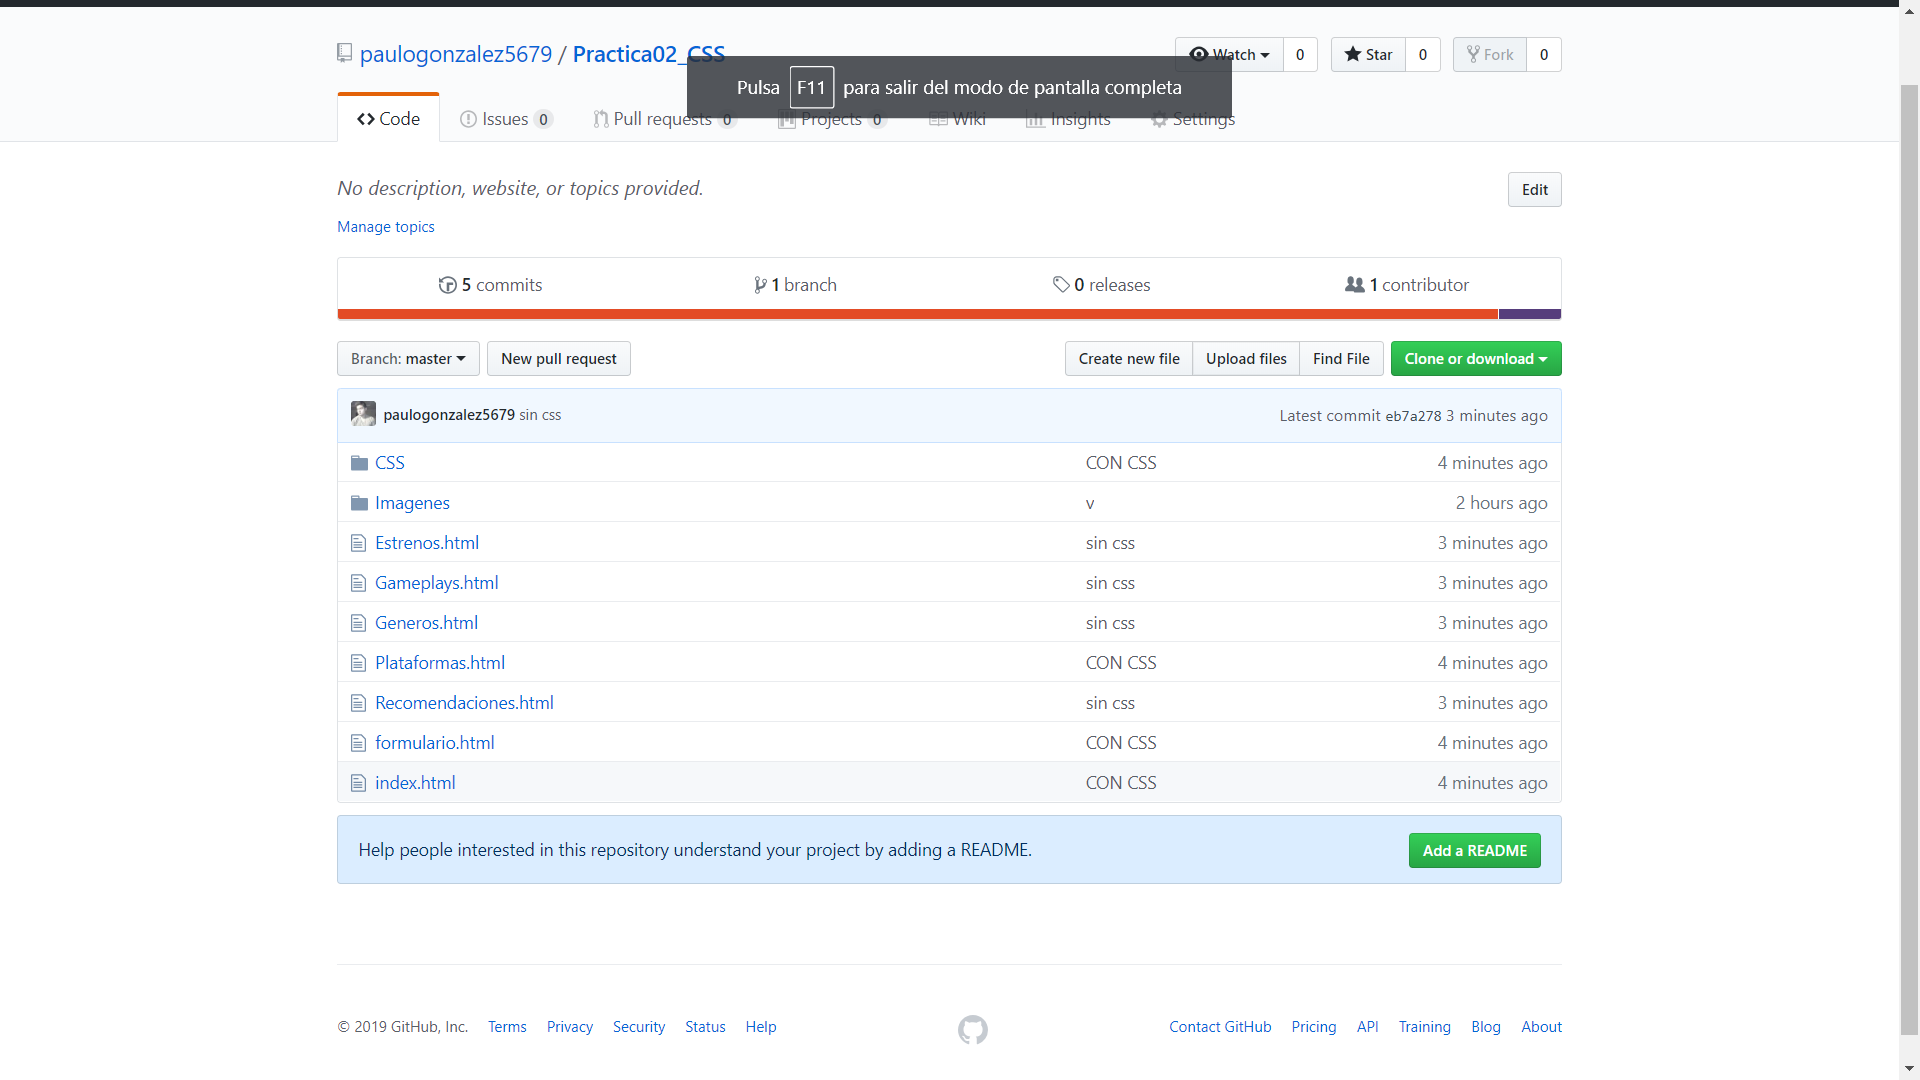 paulogonzalez5679 / Practica02_CSS
Watch 0 Star 0 Fork 0
Pulsa F11 para salir del modo de pantalla completa
Code Issues 0 Pull requests 0 Projects 0 Wiki Insights Settings
No description, website, or topics provided. Edit
Manage topics
5 commits 1 branch 0 releases 1 contributor
Branch: master New pull request Create new file Upload files Find File Clone or download
paulogonzalez5679 sin css Latest commit eb7a278 3 minutes ago
CSS CON CSS 4 minutes ago
Imagenes v 2 hours ago
Estrenos.html sin css 3 minutes ago
Gameplays.html sin css 3 minutes ago
Generos.html sin css 3 minutes ago
Plataformas.html CON CSS 4 minutes ago
Recomendaciones.html sin css 3 minutes ago
formulario.html CON CSS 4 minutes ago
index.html CON CSS 4 minutes ago
Help people interested in this repository understand your project by adding a README. Add a README
© 2019 GitHub, Inc. Terms Privacy Security Status Help Contact GitHub Pricing API Training Blog About